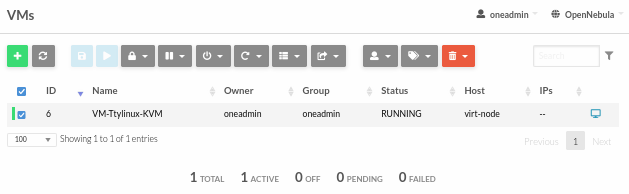 VMs
oneadmin OpenNebula
Search
ID Name Owner Group Status Host IPs
6 VM-Ttylinux-KVM oneadmin oneadmin RUNNING virt-node --
100 Showing 1 to 1 of 1 entries
Previous 1 Next
1 TOTAL 1 ACTIVE 0 OFF 0 PENDING 0 FAILED